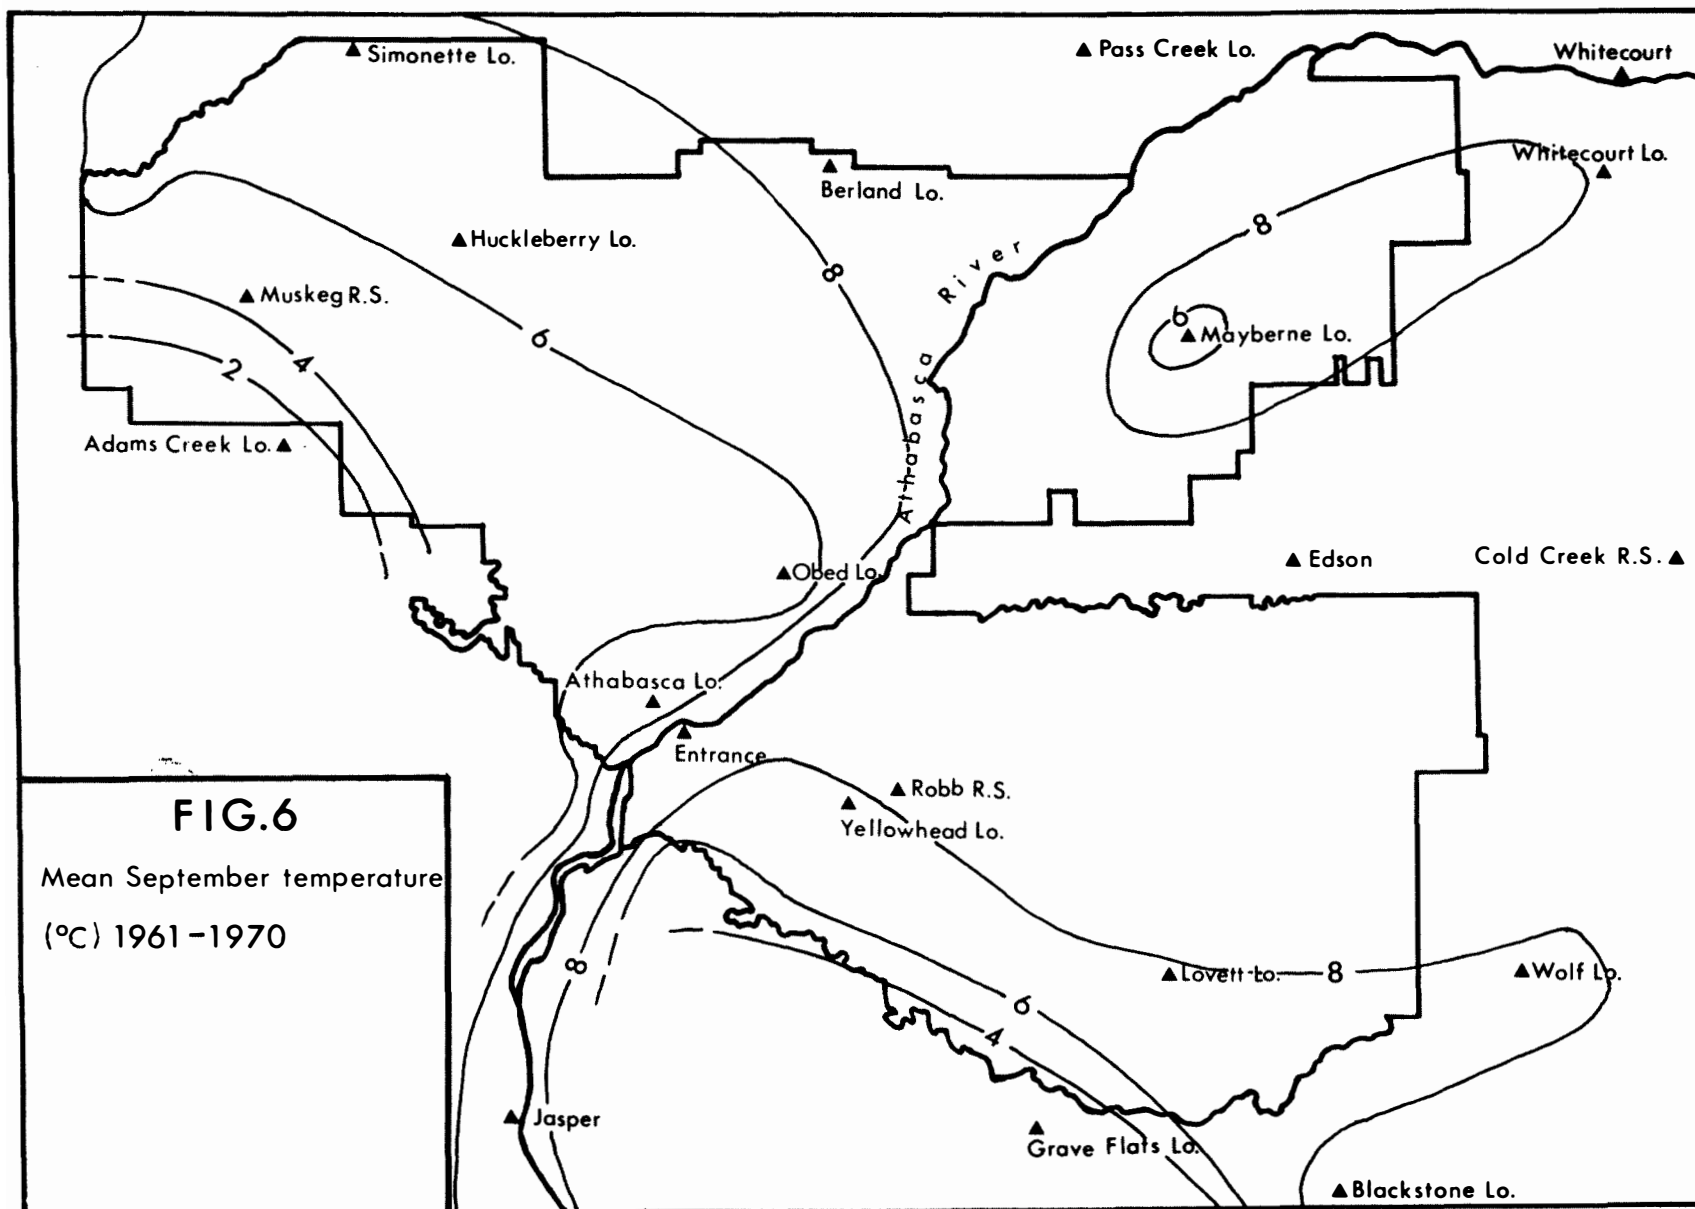 Simonette Lo.
Pass Creek Lo.
Whitecourt
Whitecourt Lo.
Berland Lo.
8
Huckleberry Lo.
River
8
Muskeg R.S.
6
6
Mayberne Lo.
4
2
Athabasca
Adams Creek Lo.
Obed Lo.
Edson
Cold Creek R.S.
Athabasca Lo.
Entrance
Robb R.S.
Yellowhead Lo.
FIG.6
Mean September temperature
(°C) 1961-1970
8
Lovett Lo.
8
Wolf Lo.
6
4
Jasper
Grave Flats Lo.
Blackstone Lo.